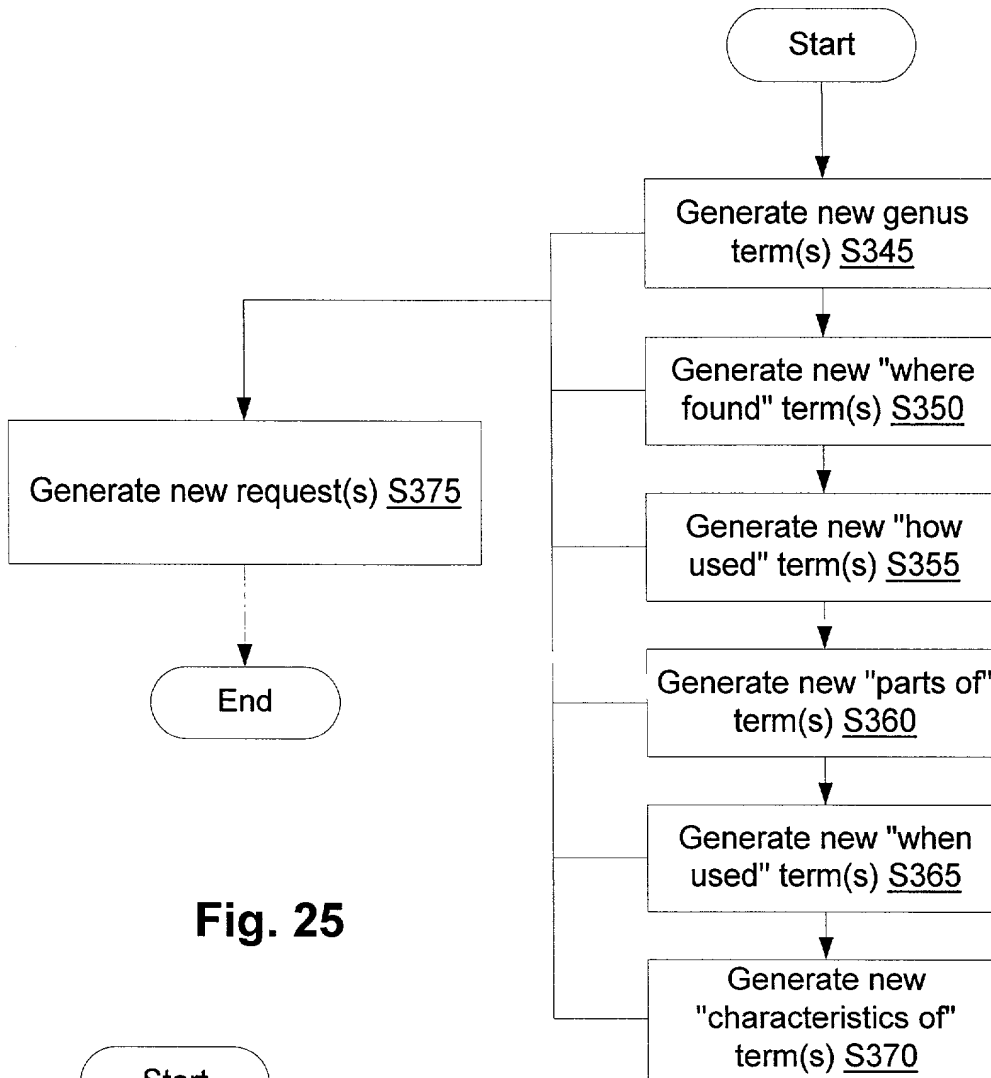 Start
Generate new genus
term(s) S345
Generate new "where
found" term(s) S350
Generate new "how
used" term(s) S355
Generate new "parts of"
term(s) S360
Generate new "when
used" term(s) S365
Generate new
"characteristics of"
term(s) S370
Generate new request(s) S375
End
Fig. 25
Start